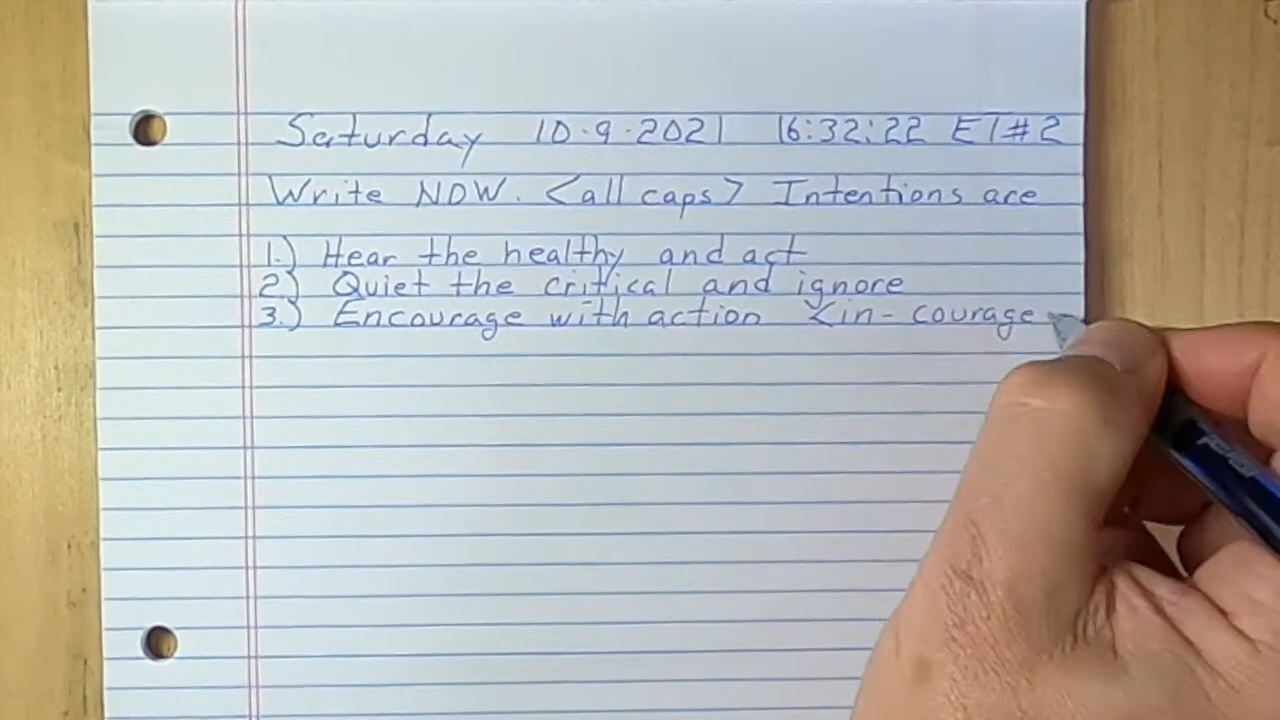 Saturday 10.9.2021 16:32:22 ET#2
Write NOW. <all caps> Intentions are
1.) Hear the healthy and act
2.) Quiet the critical and ignore
3.) Encourage with action <in-courage